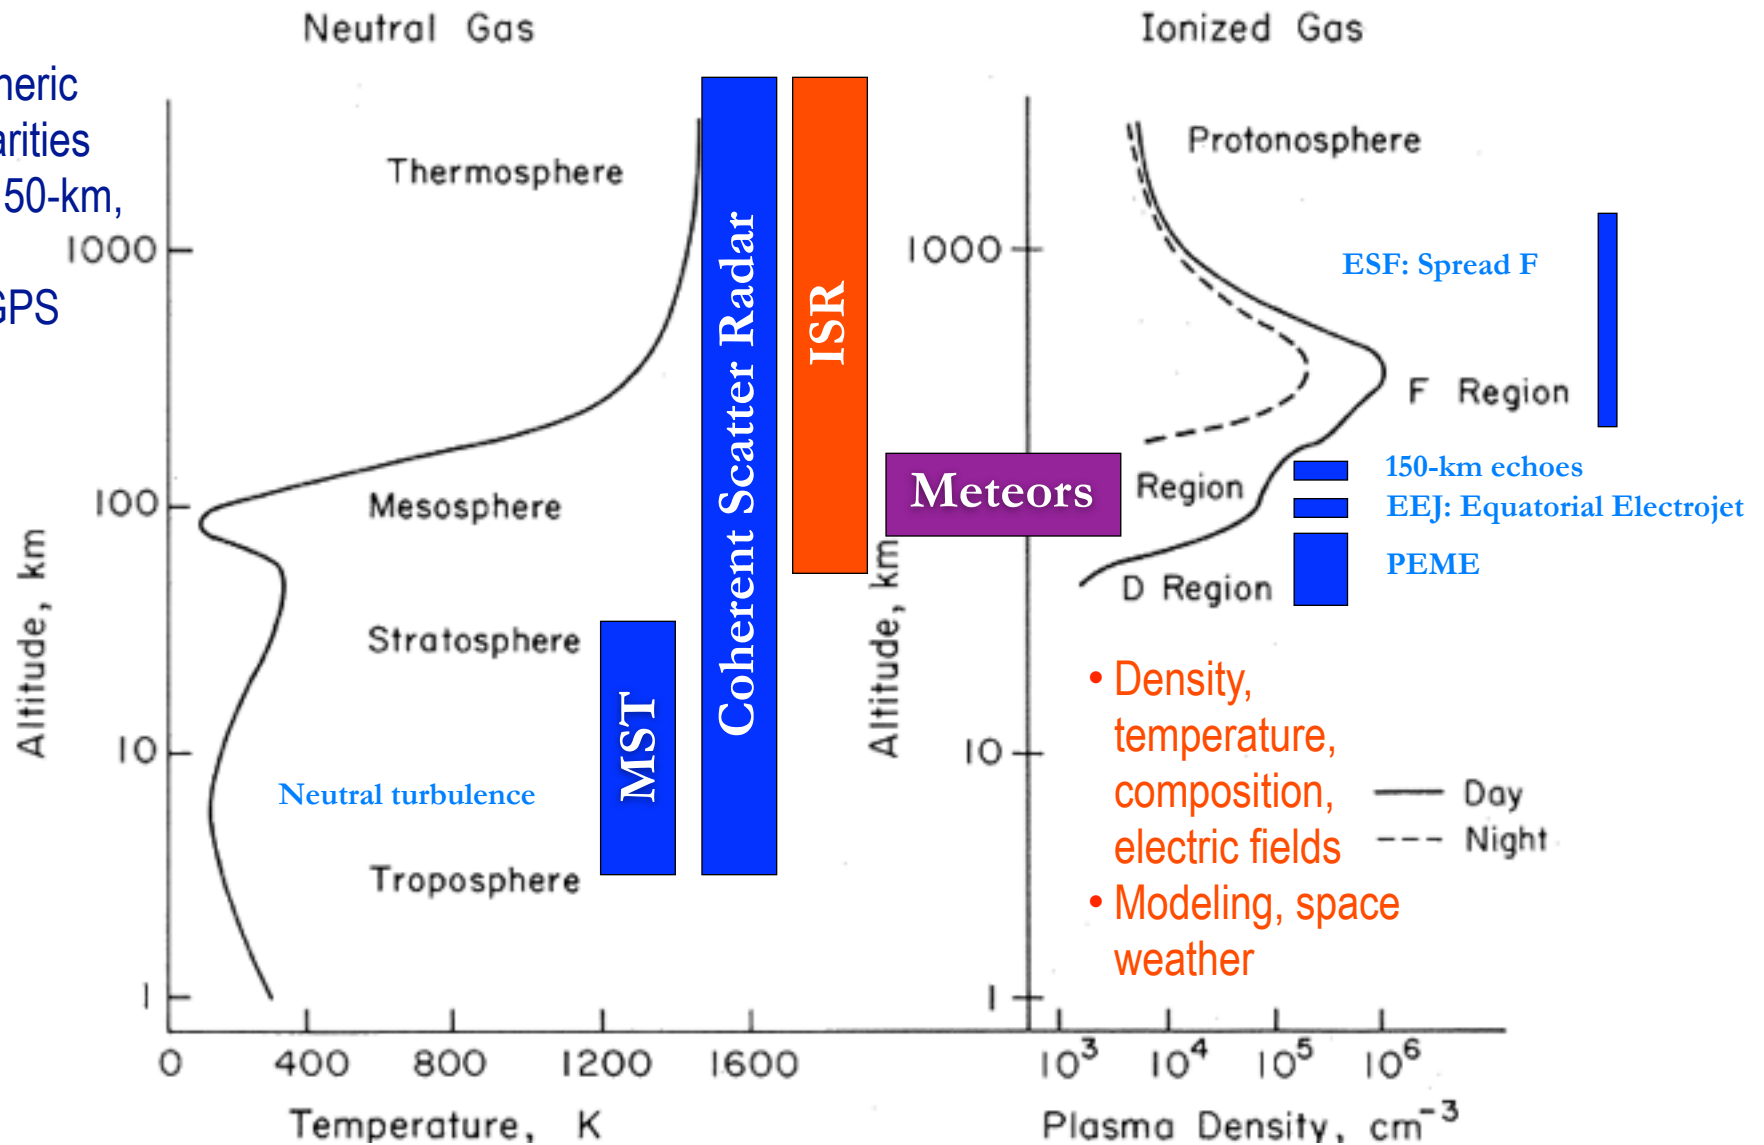 Neutral Gas
Ionized Gas
neric
arities
50-km,
GPS
Thermosphere
Mesosphere
Stratosphere
Troposphere
Neutral turbulence
MST
Coherent Scatter Radar
ISR
Meteors
Altitude, km
1000
100
10
1
0
400
800
1200
1600
Temperature, K
Altitude, km
1000
10
1
Protonosphere
ESF: Spread F
F Region
150-km echoes
Region
EEJ: Equatorial Electrojet
PEME
D Region
• Density,
temperature,
composition,
electric fields
• Modeling, space
weather
Day
Night
10³
10⁴
10⁵
10⁶
Plasma Density, cm⁻³